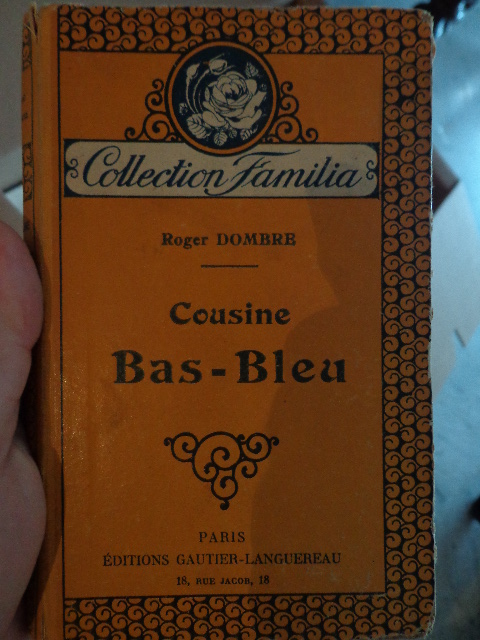 Collection Familia
Roger DOMBRE
Cousine
Bas-Bleu
PARIS
ÉDITIONS GAUTIER-LANGUEREAU
18, RUE JACOB, 18